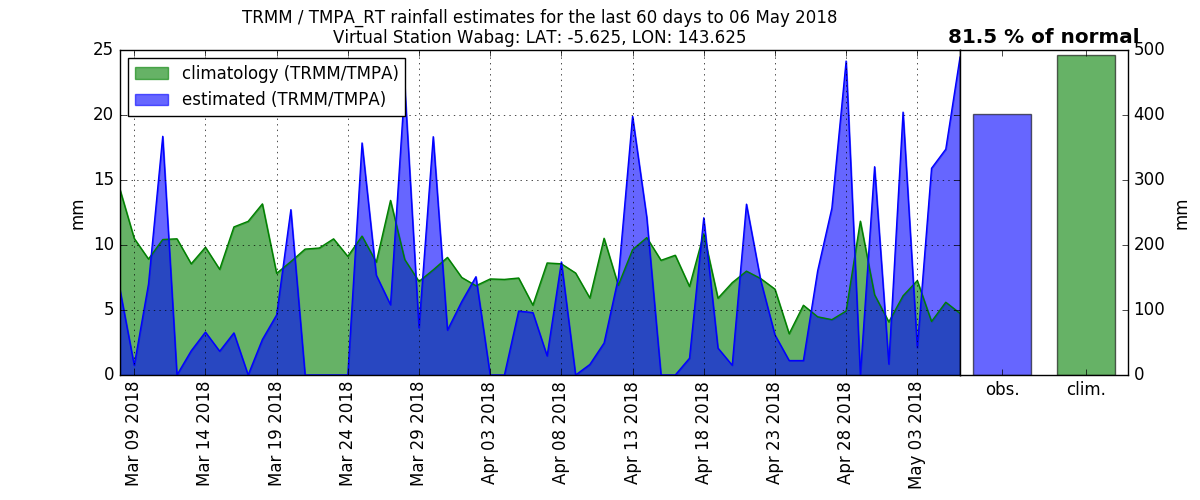 TRMM / TMPA_RT rainfall estimates for the last 60 days to 06 May 2018
Virtual Station Wabag: LAT: -5.625, LON: 143.625
81.5 % of normal
climatology (TRMM/TMPA)
estimated (TRMM/TMPA)
25
20
15
10
5
0
mm
500
400
300
200
100
0
mm
obs.
clim.
Mar 09 2018
Mar 14 2018
Mar 19 2018
Mar 24 2018
Mar 29 2018
Apr 03 2018
Apr 08 2018
Apr 13 2018
Apr 18 2018
Apr 23 2018
Apr 28 2018
May 03 2018